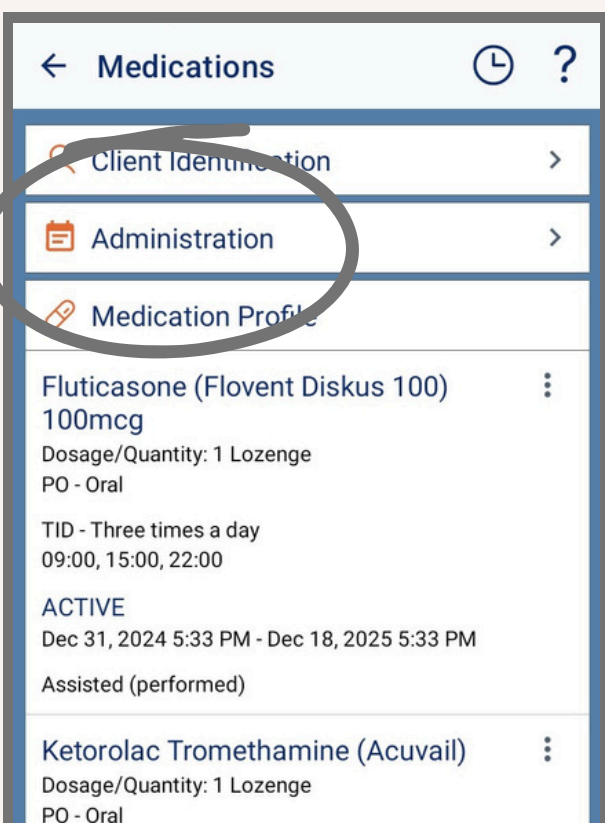 Medications
?
Client Identification
Administration
Medication Profile
Fluticasone (Flovent Diskus 100)
100mcg
Dosage/Quantity: 1 Lozenge
PO - Oral
TID - Three times a day
09:00, 15:00, 22:00
ACTIVE
Dec 31, 2024 5:33 PM - Dec 18, 2025 5:33 PM
Assisted (performed)
Ketorolac Tromethamine (Acuvail)
Dosage/Quantity: 1 Lozenge
PO - Oral